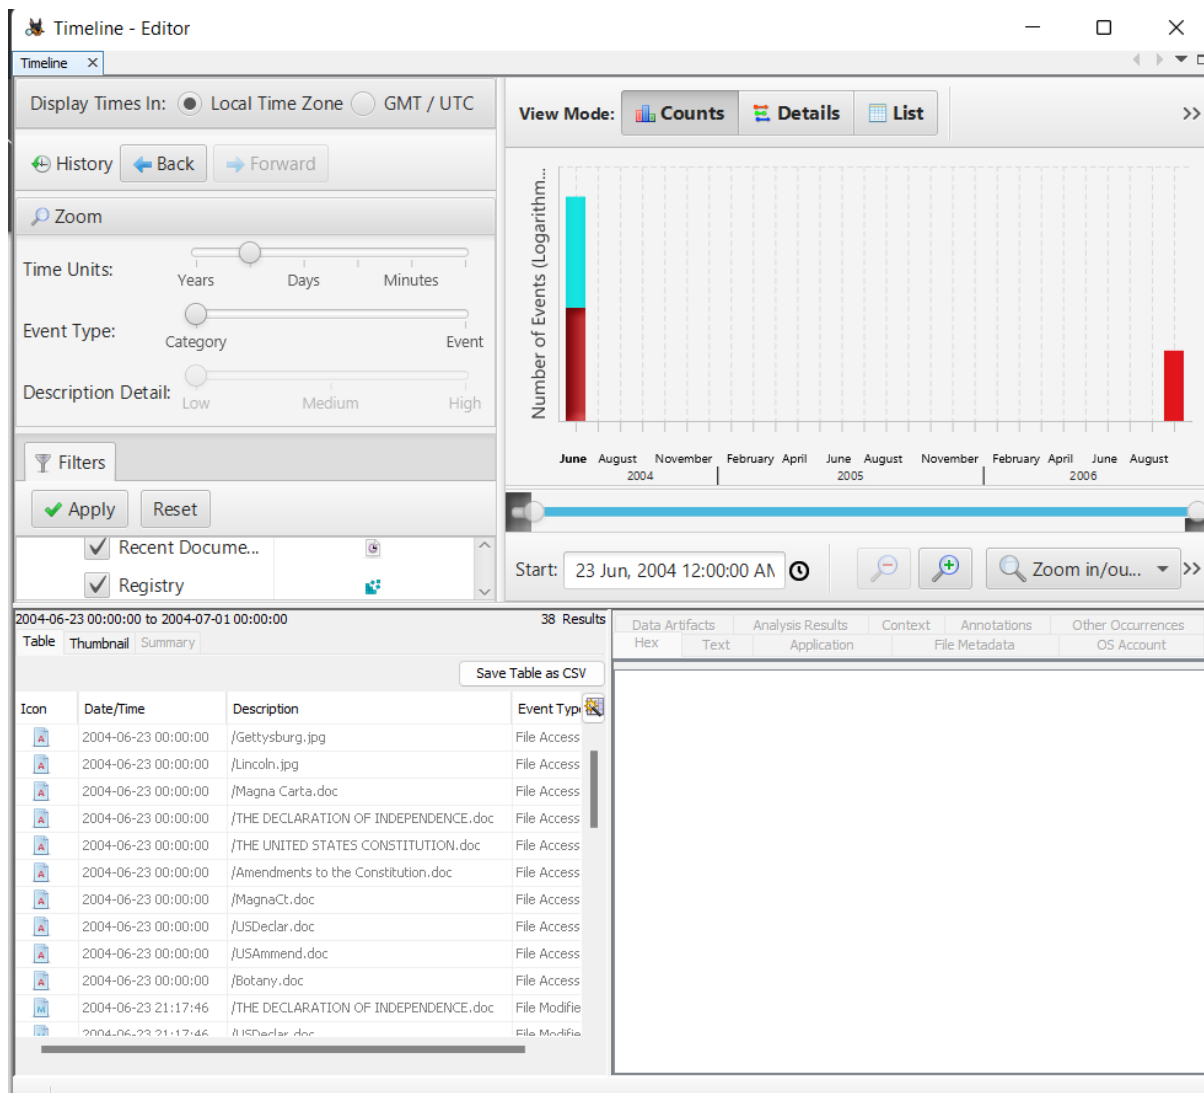 Timeline - Editor
Timeline
Display Times In: Local Time Zone GMT / UTC
History Back Forward
Zoom
Time Units:
Years Days Minutes
Event Type:
Category Event
Description Detail:
Low Medium High
Filters
Apply Reset
Recent Docume...
Registry
View Mode: Counts Details List
Number of Events (Logarithm...
June August November February April June August November February April June August
2004 2005 2006
Start: 23 Jun, 2004 12:00:00 AM Zoom in/ou...
2004-06-23 00:00:00 to 2004-07-01 00:00:00 38 Results
Table Thumbnail Summary
Save Table as CSV
Icon Date/Time Description Event Typ
2004-06-23 00:00:00 /Gettysburg.jpg File Access
2004-06-23 00:00:00 /Lincoln.jpg File Access
2004-06-23 00:00:00 /Magna Carta.doc File Access
2004-06-23 00:00:00 /THE DECLARATION OF INDEPENDENCE.doc File Access
2004-06-23 00:00:00 /THE UNITED STATES CONSTITUTION.doc File Access
2004-06-23 00:00:00 /Amendments to the Constitution.doc File Access
2004-06-23 00:00:00 /MagnaCt.doc File Access
2004-06-23 00:00:00 /USDeclar.doc File Access
2004-06-23 00:00:00 /USAmmend.doc File Access
2004-06-23 00:00:00 /Botany.doc File Access
2004-06-23 21:17:46 /THE DECLARATION OF INDEPENDENCE.doc File Modifie
2004-06-23 21:17:46 /USDeclar.doc File Modifie
Data Artifacts Analysis Results Context Annotations Other Occurrences
Hex Text Application File Metadata OS Account